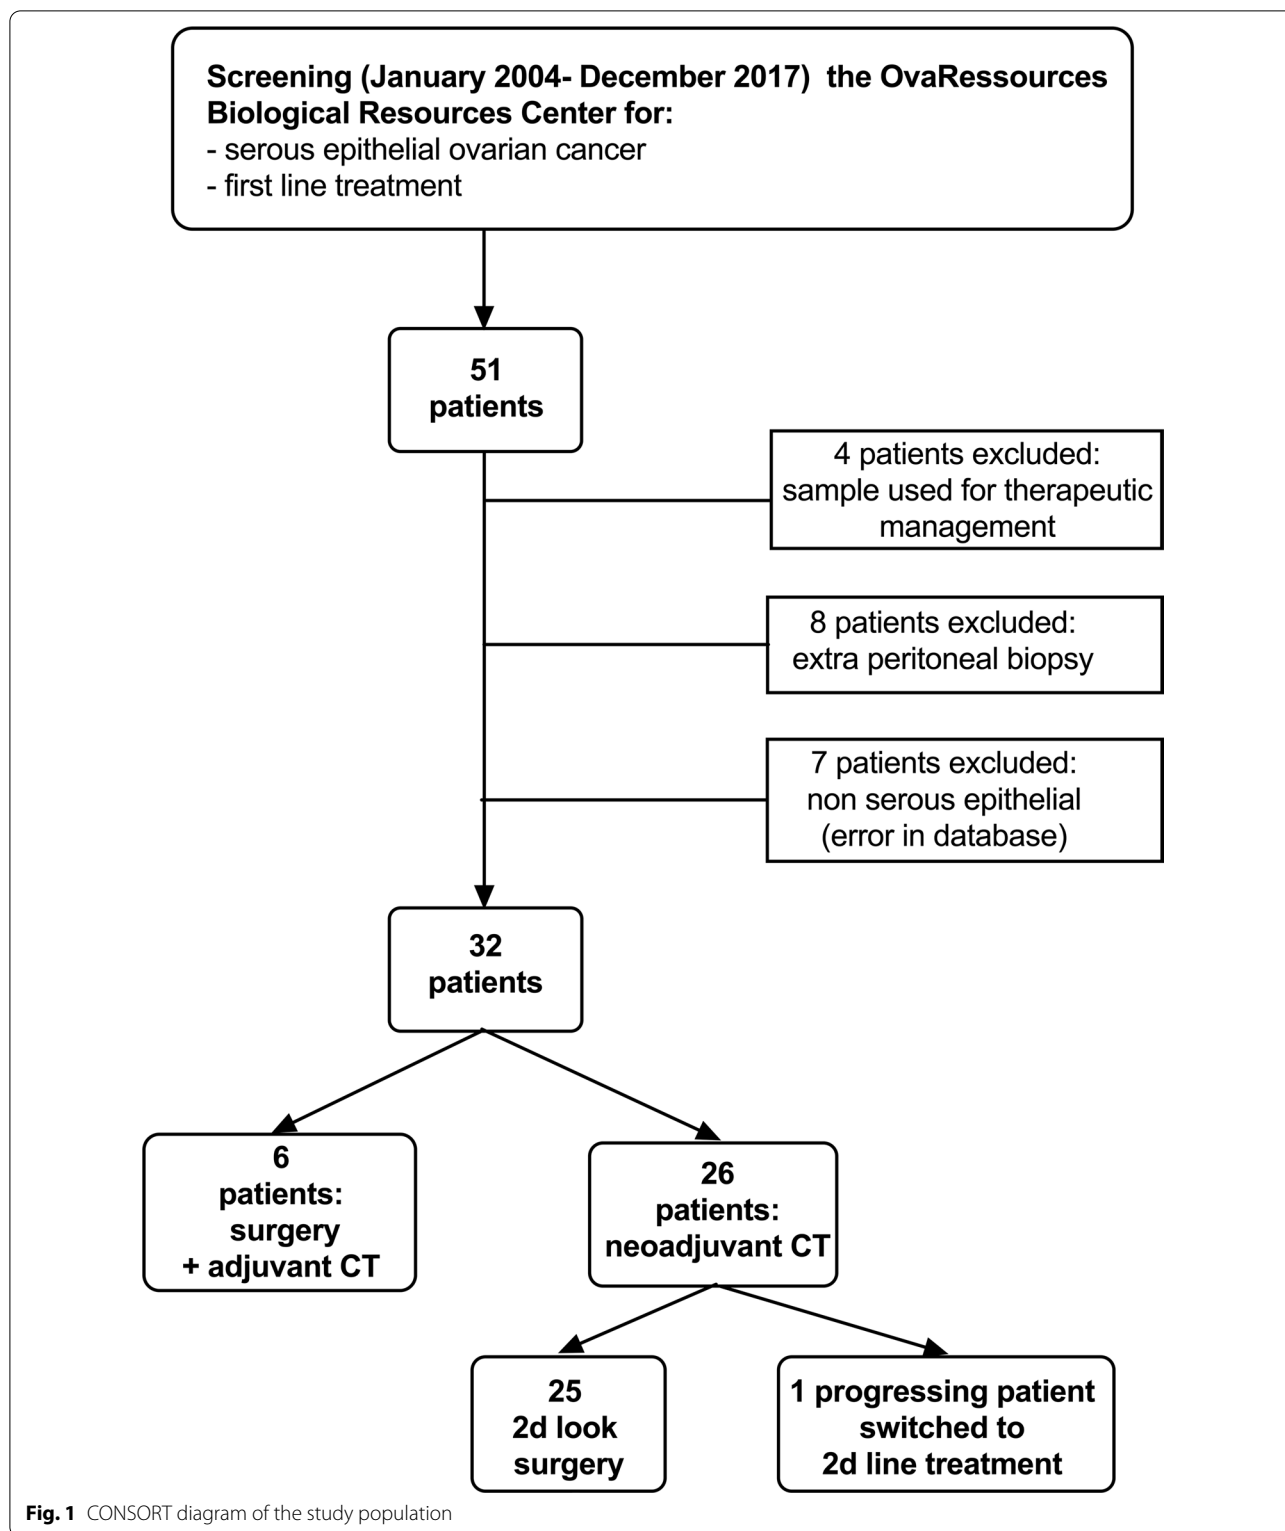 Screening (January 2004- December 2017)  the OvaRessources
Biological Resources Center for:
- serous epithelial ovarian cancer
- first line treatment
51
patients
4 patients excluded:
sample used for therapeutic
management
8 patients excluded:
extra peritoneal biopsy
7 patients excluded:
non serous epithelial
(error in database)
32
patients
6
patients:
surgery
+ adjuvant CT
26
patients:
neoadjuvant CT
25
2d look
surgery
1 progressing patient
switched to
2d line treatment
Fig. 1 CONSORT diagram of the study population